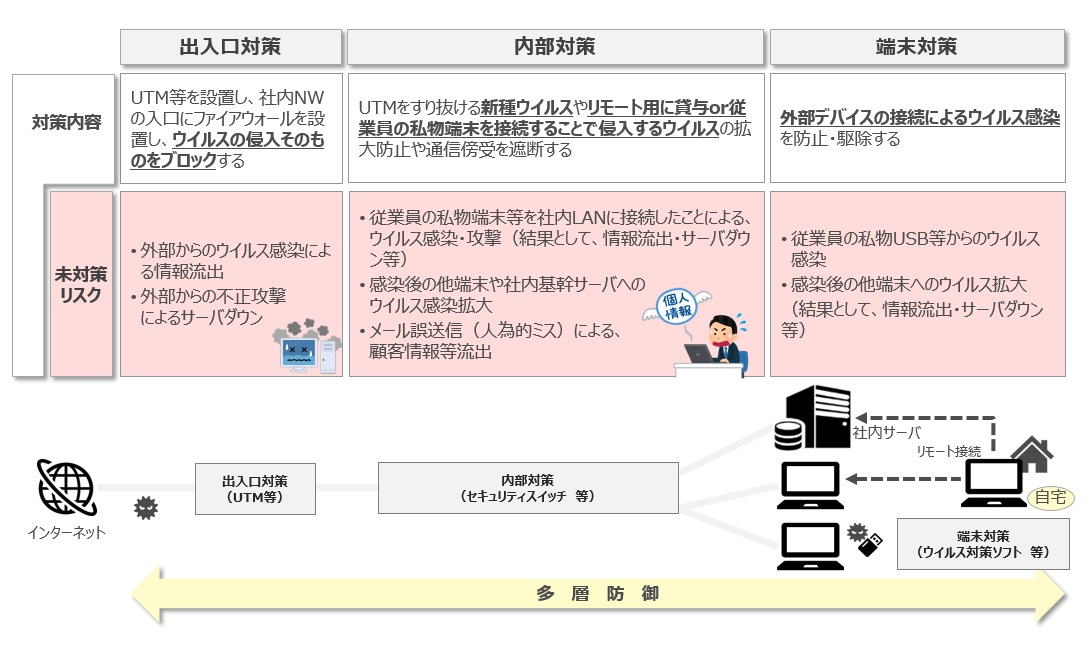 出入口対策
内部対策
端末対策
対策内容
UTM等を設置し、社内NW
の入口にファイアウォールを設
置し、ウイルスの侵入そのも
のをブロックする
UTMをすり抜ける新種ウイルスやリモート用に貸与or従
業員の私物端末を接続することで侵入するウイルスの拡
大防止や通信傍受を遮断する
外部デバイスの接続によるウイルス感染
を防止・駆除する
未対策
リスク
・外部からのウイルス感染によ
る情報流出
・外部からの不正攻撃
によるサーバダウン
・従業員の私物端末等を社内LANに接続したことによる、
ウイルス感染・攻撃（結果として、情報流出・サーバダウ
ン等）
・感染後の他端末や社内基幹サーバへの
ウイルス感染拡大
・メール誤送信（人為的ミス）による、
顧客情報等流出
個人
情報
・従業員の私物USB等からのウイルス
感染
・感染後の他端末へのウイルス拡大
（結果として、情報流出・サーバダウン
等）
インターネット
出入口対策
（UTM等）
内部対策
（セキュリティスイッチ 等）
社内サーバ
リモート接続
自宅
端末対策
（ウイルス対策ソフト 等）
多 層 防 御